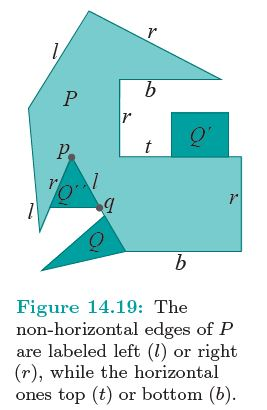 r
l
b
P
r
Q′
t
p
r
l
Q′′
q
r
l
Q
b
Figure 14.19: The
non-horizontal edges of P
are labeled left (l) or right
(r), while the horizontal
ones top (t) or bottom (b).